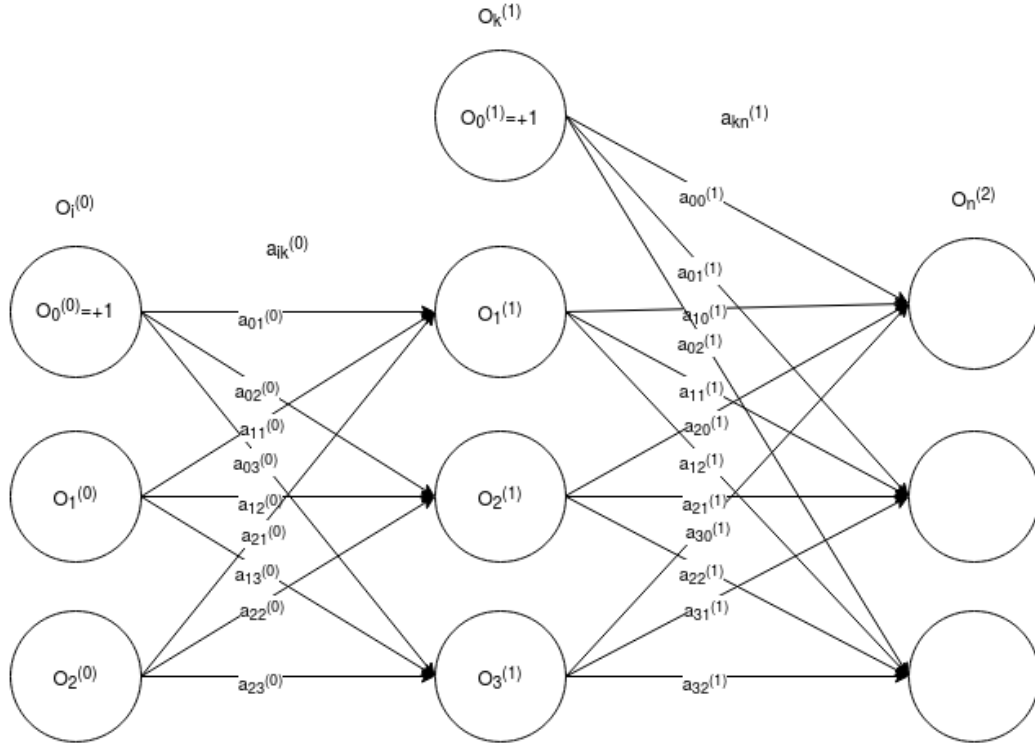 Oₖ⁽¹⁾
O₀⁽¹⁾=+1
aₖₙ⁽¹⁾
Oᵢ⁽⁰⁾
aᵢₖ⁽⁰⁾
Oₙ⁽²⁾
O₀⁽⁰⁾=+1
O₁⁽⁰⁾
O₂⁽⁰⁾
a₀₁⁽⁰⁾
a₀₂⁽⁰⁾
a₁₁⁽⁰⁾
a₀₃⁽⁰⁾
a₁₂⁽⁰⁾
a₂₁⁽⁰⁾
a₁₃⁽⁰⁾
a₂₂⁽⁰⁾
a₂₃⁽⁰⁾
O₁⁽¹⁾
O₂⁽¹⁾
O₃⁽¹⁾
a₀₀⁽¹⁾
a₀₁⁽¹⁾
a₁₀⁽¹⁾
a₀₂⁽¹⁾
a₁₁⁽¹⁾
a₂₀⁽¹⁾
a₁₂⁽¹⁾
a₂₁⁽¹⁾
a₃₀⁽¹⁾
a₂₂⁽¹⁾
a₃₁⁽¹⁾
a₃₂⁽¹⁾